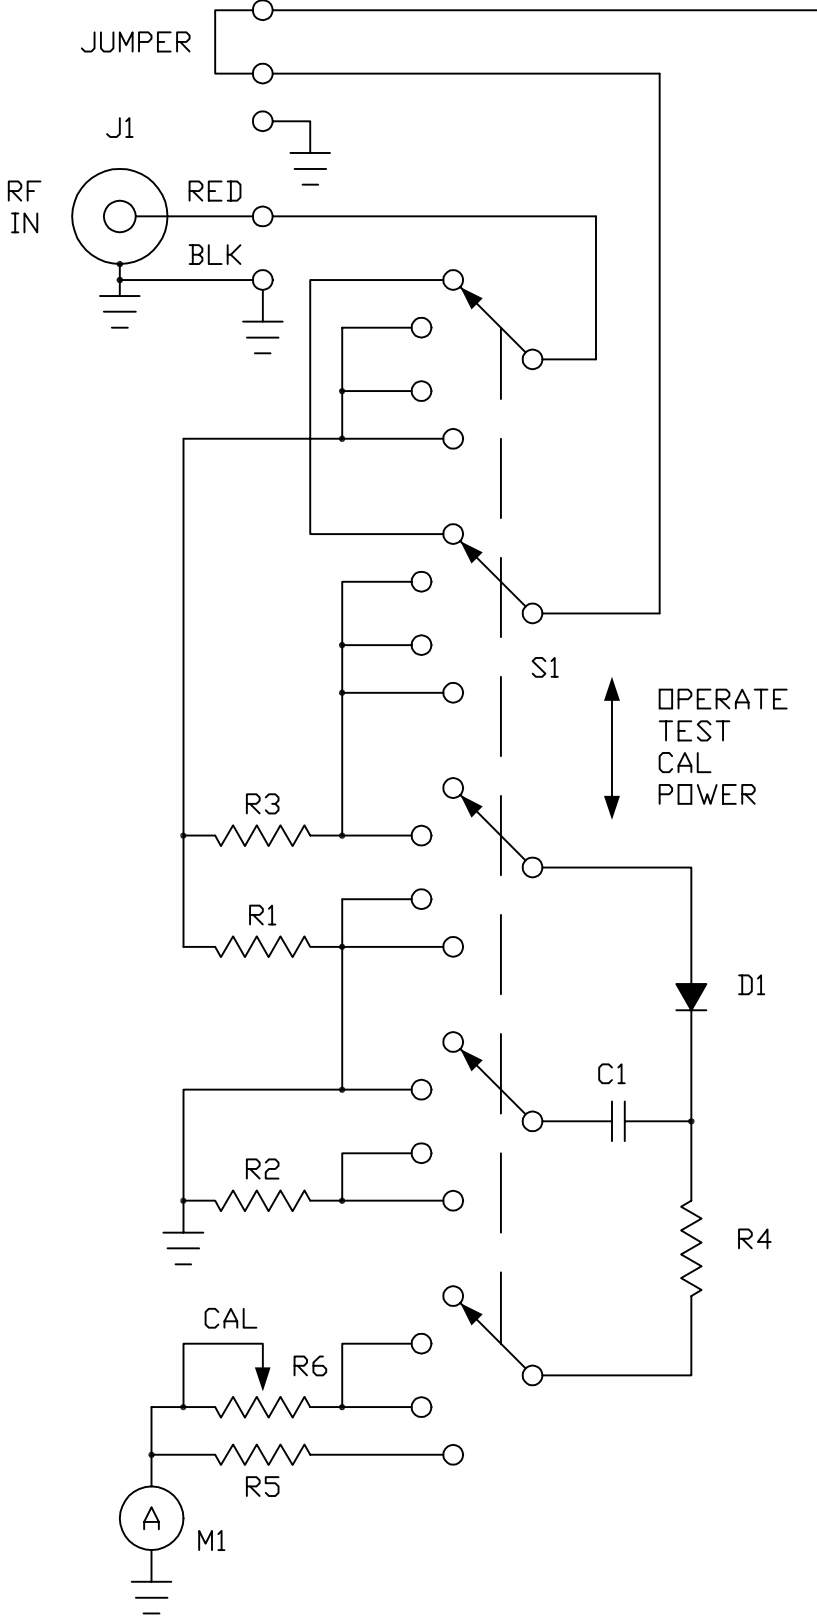 JUMPER
J1
RF
IN
RED
BLK
S1
OPERATE
TEST
CAL
POWER
R3
R1
D1
C1
R2
R4
CAL
R6
R5
A
M1